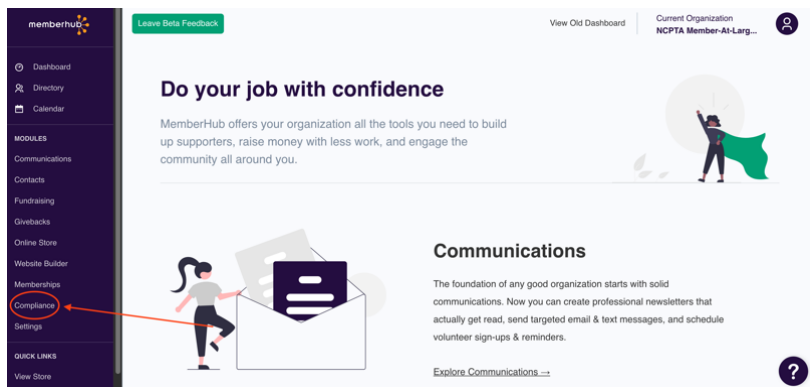 memberhub
Leave Beta Feedback
View Old Dashboard
Current Organization
NCPTA Member-At-Larg...
Dashboard
Directory
Calendar
MODULES
Communications
Contacts
Fundraising
Givebacks
Online Store
Website Builder
Memberships
Compliance
Settings
QUICK LINKS
View Store
Do your job with confidence
MemberHub offers your organization all the tools you need to build
up supporters, raise money with less work, and engage the
community all around you.
Communications
The foundation of any good organization starts with solid
communications. Now you can create professional newsletters that
actually get read, send targeted email & text messages, and schedule
volunteer sign-ups & reminders.
Explore Communications →
?